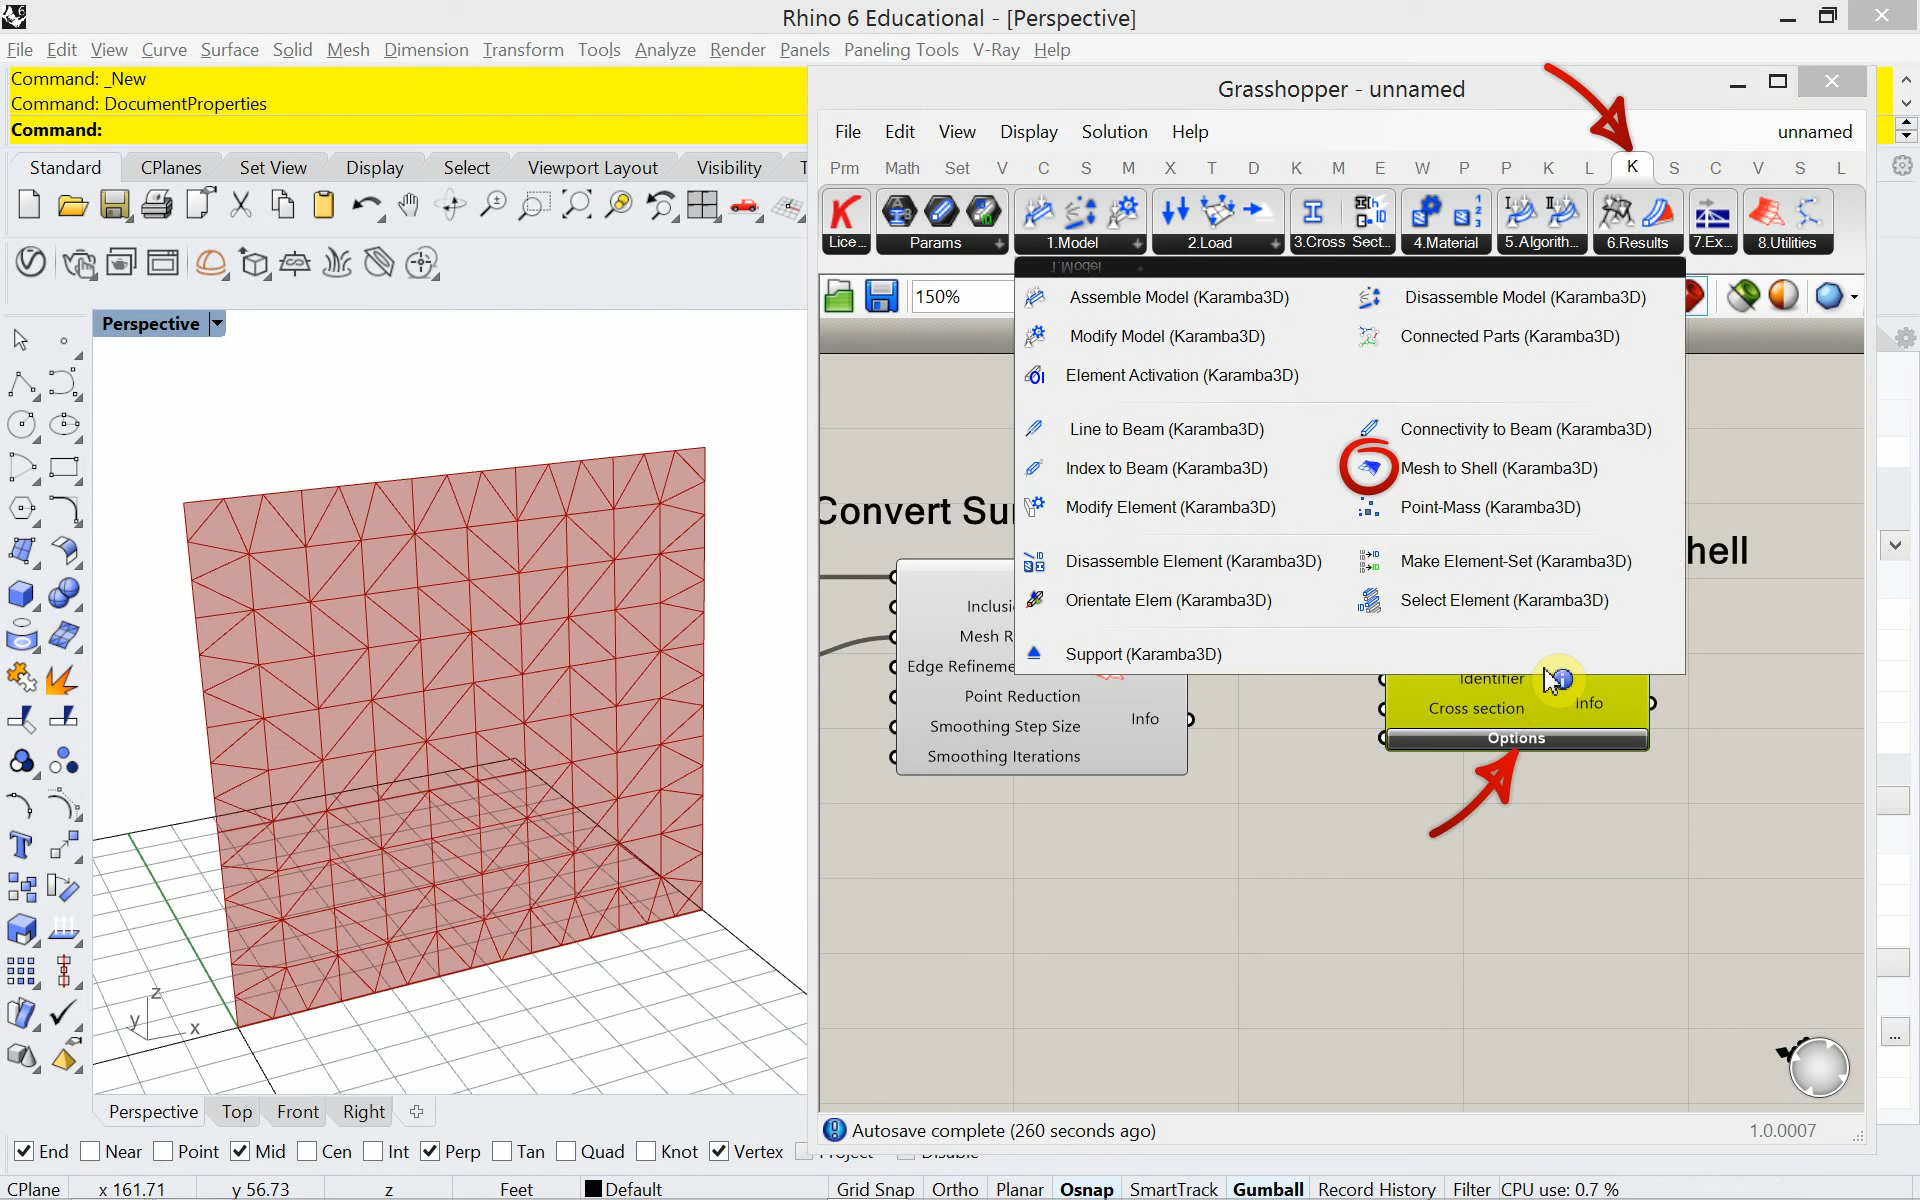 Rhino 6 Educational - [Perspective]
File Edit View Curve Surface Solid Mesh Dimension Transform Tools Analyze Render Panels Paneling Tools V-Ray Help
Command: _New
Command: DocumentProperties
Command:
Standard CPlanes Set View Display Select Viewport Layout Visibility
Perspective
Grasshopper - unnamed
File Edit View Display Solution Help unnamed
Prm Math Set V C S M X T D K M E W P P K L K S C V S L
Lice... Params 1.Model 2.Load 3.Cross Sect... 4.Material 5.Algorith... 6.Results 7.Ex... 8.Utilities
1.Model
150%
Assemble Model (Karamba3D) Disassemble Model (Karamba3D)
Modify Model (Karamba3D) Connected Parts (Karamba3D)
Element Activation (Karamba3D)
Line to Beam (Karamba3D) Connectivity to Beam (Karamba3D)
Index to Beam (Karamba3D) Mesh to Shell (Karamba3D)
Modify Element (Karamba3D) Point-Mass (Karamba3D)
Disassemble Element (Karamba3D) Make Element-Set (Karamba3D)
Orientate Elem (Karamba3D) Select Element (Karamba3D)
Support (Karamba3D)
Convert Su
hell
Inclusi
Mesh R
Edge Refineme
Point Reduction
Smoothing Step Size
Smoothing Iterations
Info
Identifier
Cross section
Info
Options
z
y
x
Perspective Top Front Right
Autosave complete (260 seconds ago) 1.0.0007
End Near Point Mid Cen Int Perp Tan Quad Knot Vertex
CPlane x 161.71 y 56.73 z Feet Default Grid Snap Ortho Planar Osnap SmartTrack Gumball Record History Filter CPU use: 0.7 %